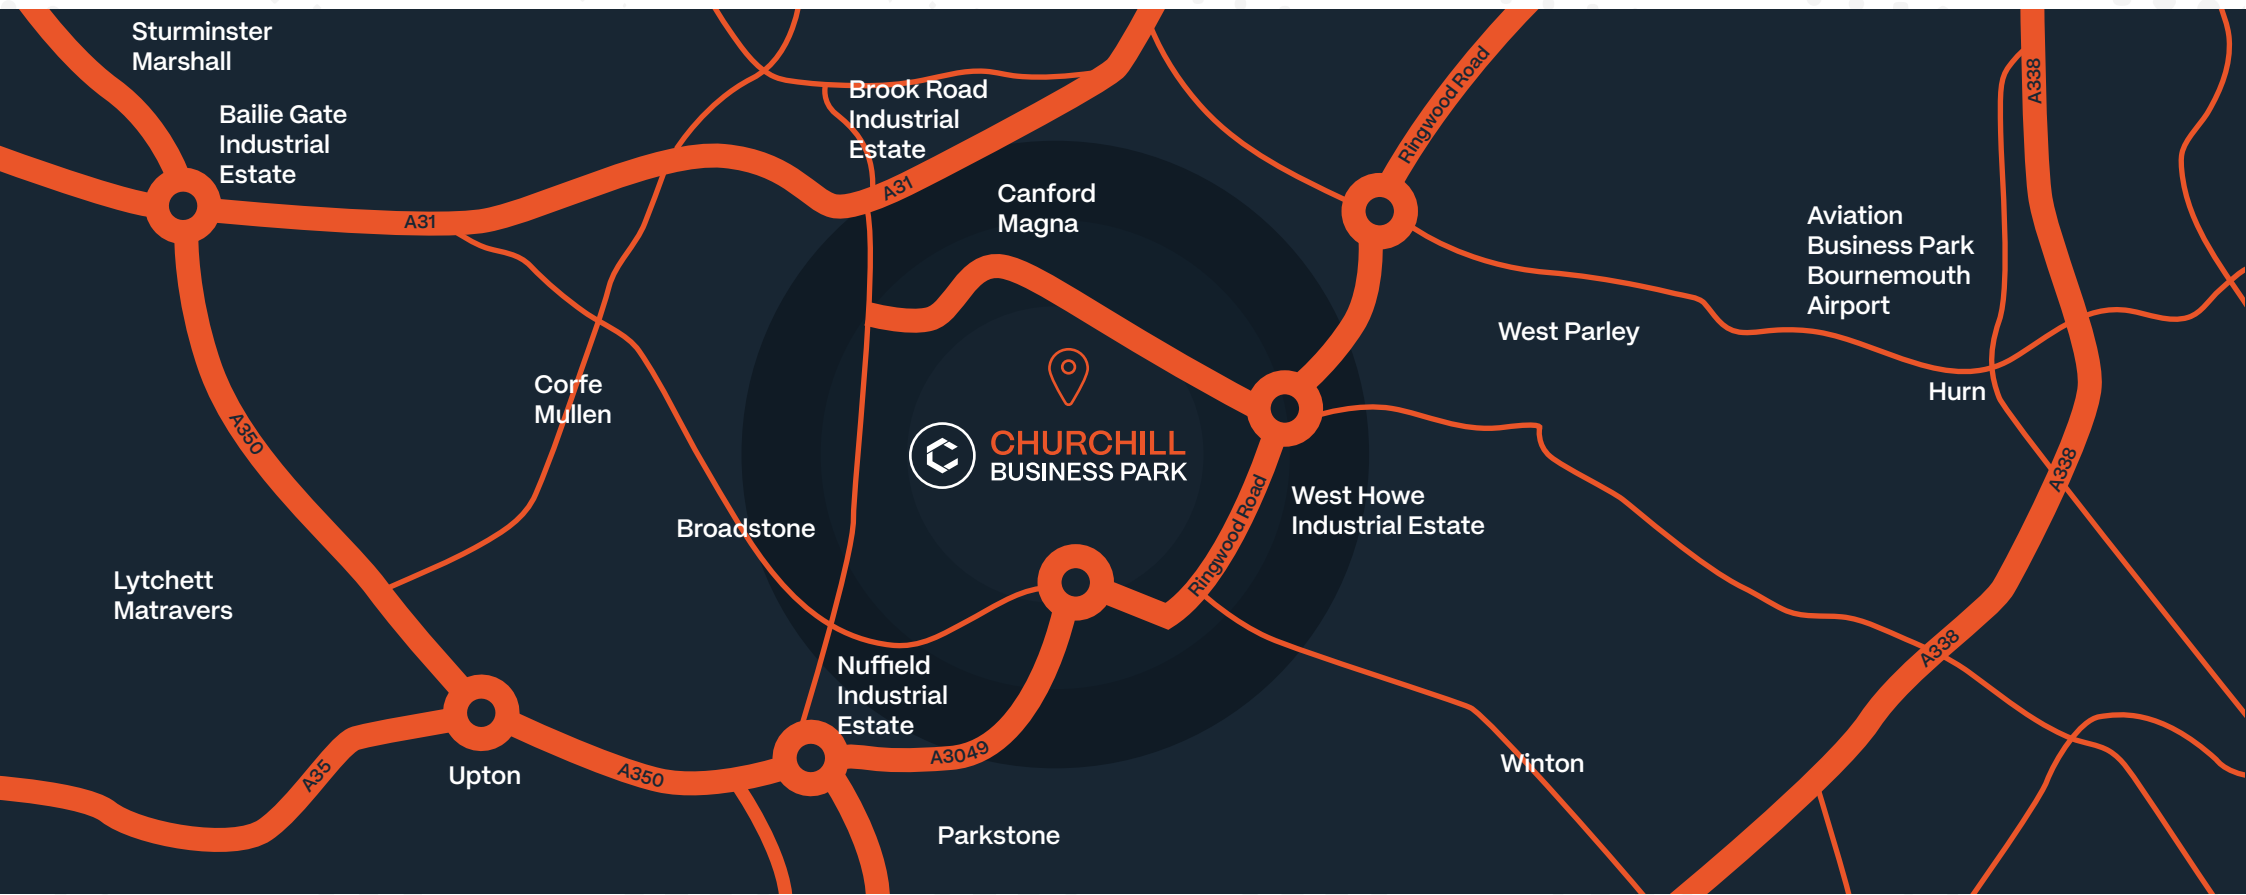 Sturminster
Marshall
Bailie Gate
Industrial
Estate
Brook Road
Industrial
Estate
Ringwood Road
A338
A31
A31
Canford
Magna
Aviation
Business Park
Bournemouth
Airport
West Parley
Hurn
Corfe
Mullen
A350
CHURCHILL
BUSINESS PARK
A338
West Howe
Industrial Estate
Ringwood Road
Broadstone
Lytchett
Matravers
A338
Nuffield
Industrial
Estate
A3049
Upton
A35
A350
Winton
Parkstone